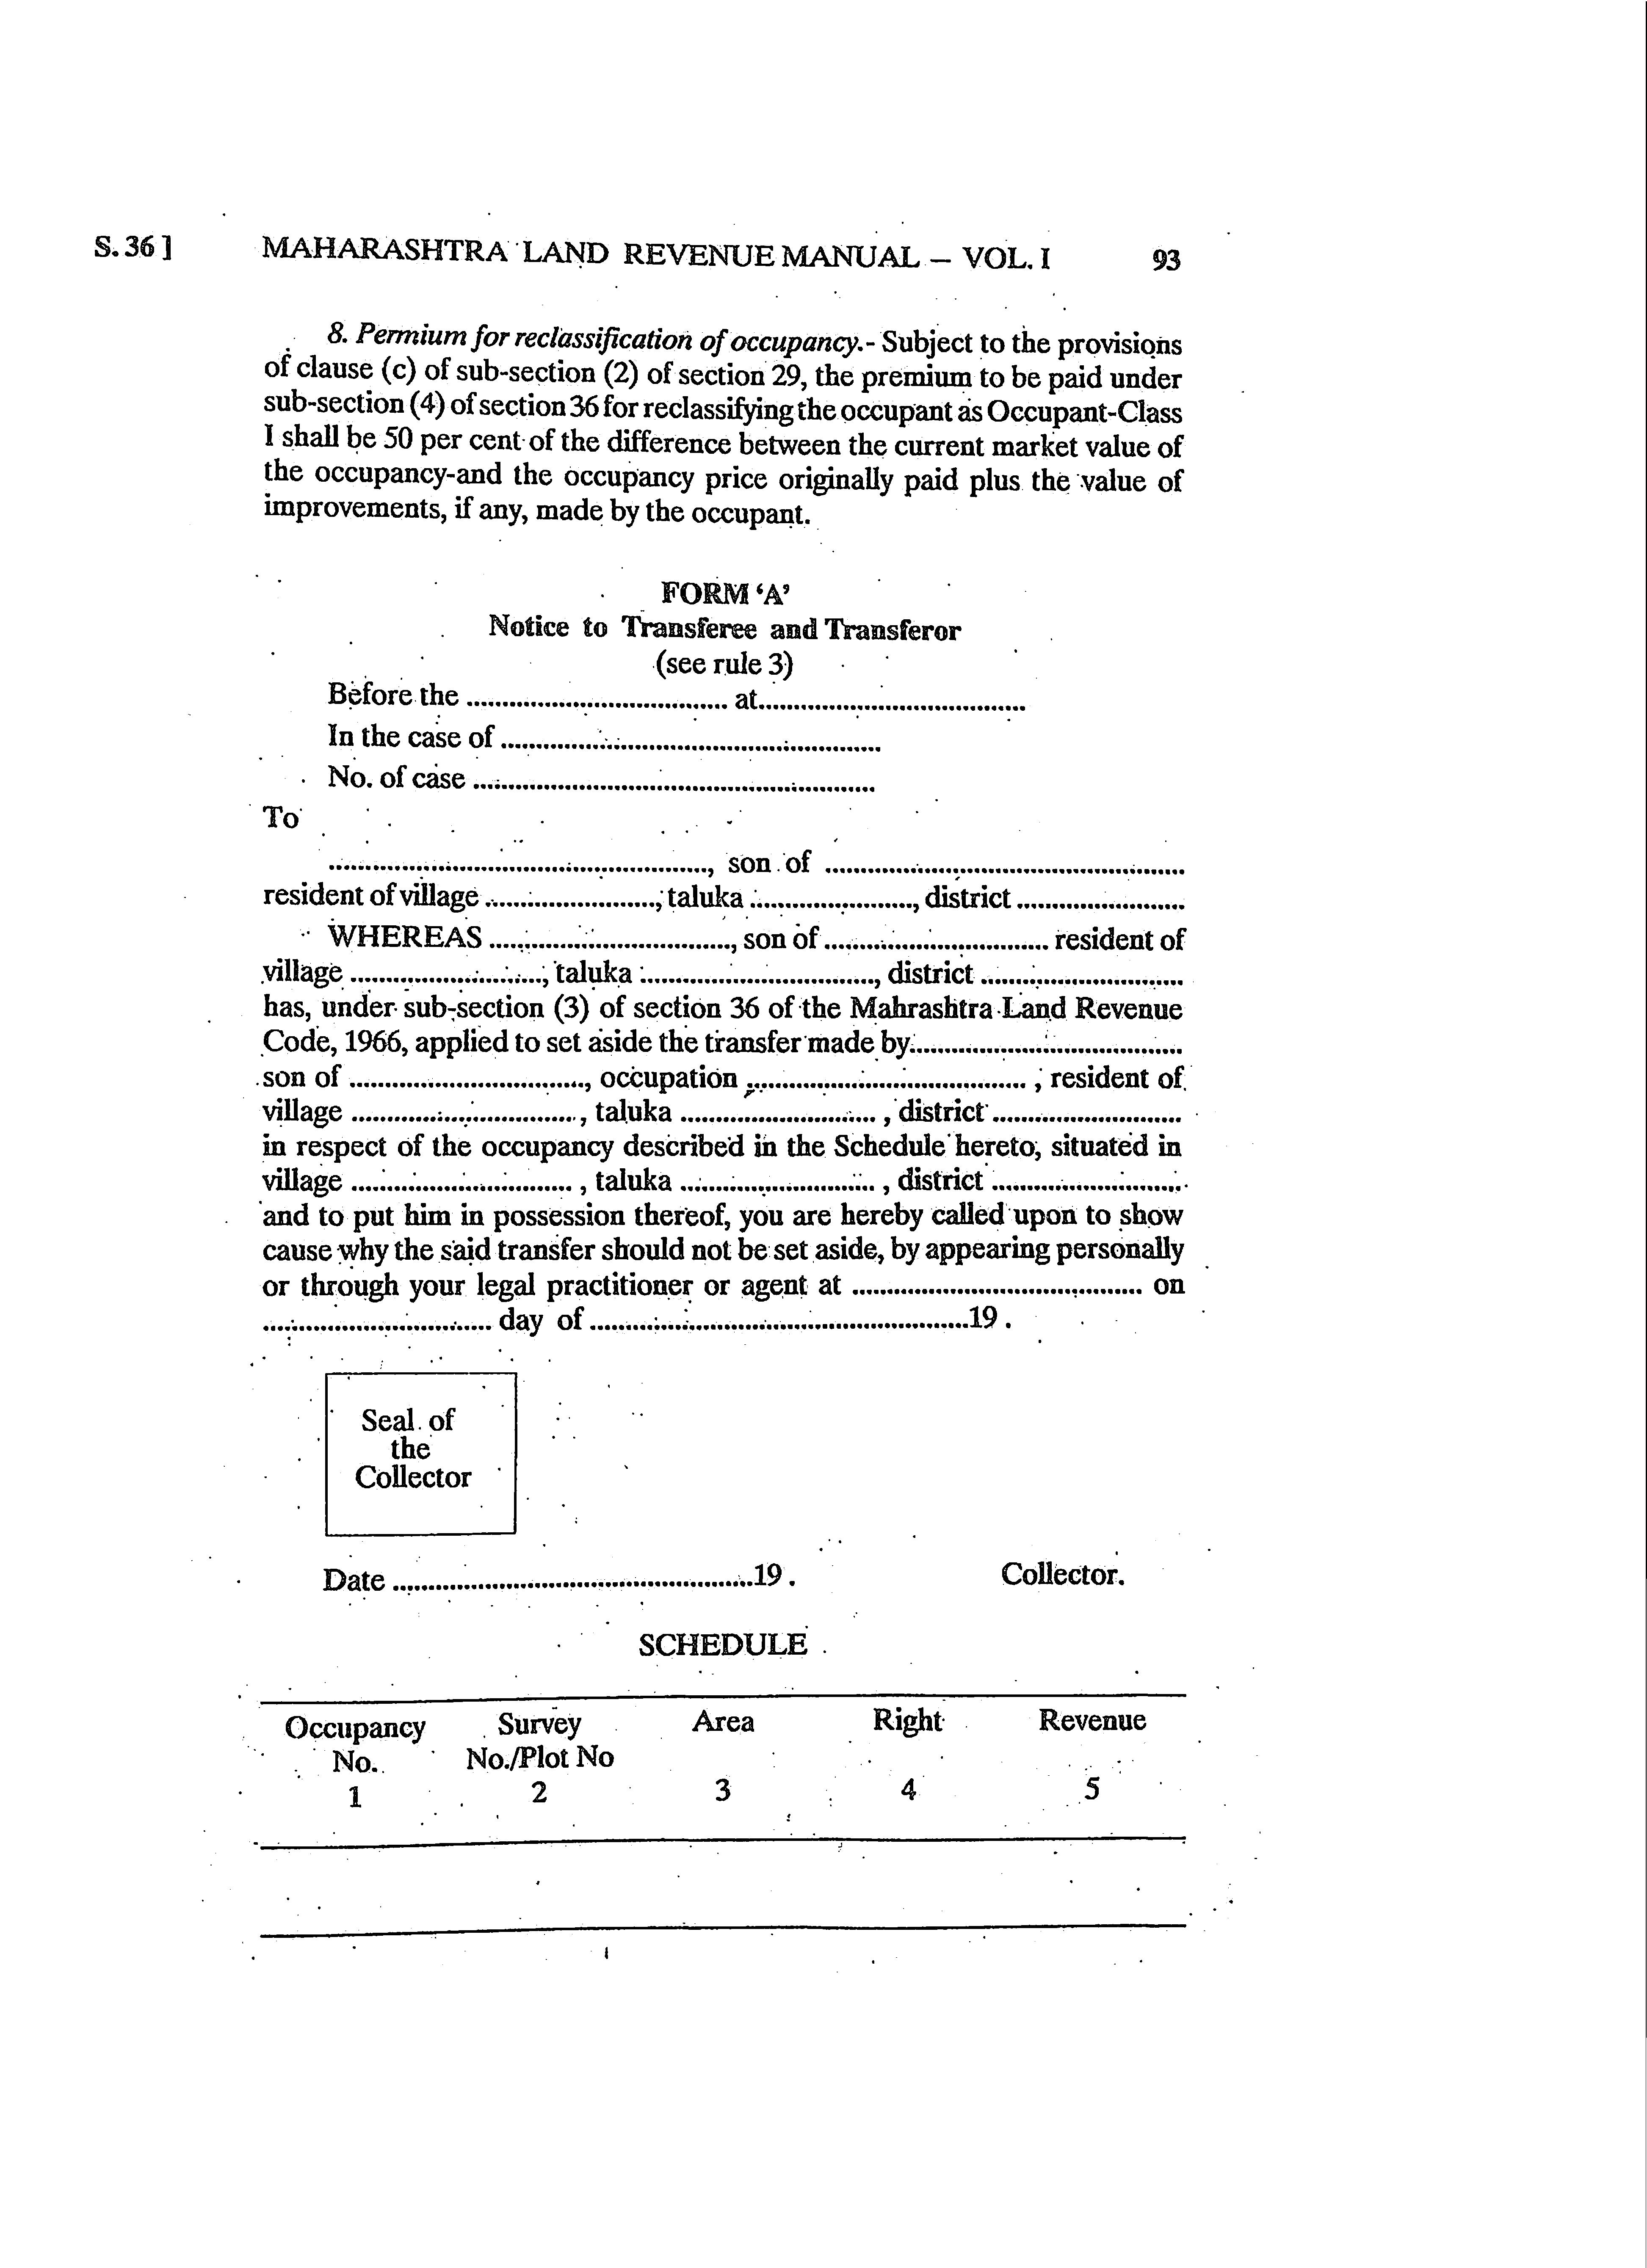 S. 36 ] MAHARASHTRA LAND REVENUE MANUAL – VOL. I 93
8. Permium for reclassification of occupancy.- Subject to the provisions
of clause (c) of sub-section (2) of section 29, the premium to be paid under
sub-section (4) of section 36 for reclassifying the occupant as Occupant-Class
I shall be 50 per cent of the difference between the current market value of
the occupancy-and the occupancy price originally paid plus the value of
improvements, if any, made by the occupant.
FORM ‘A’
Notice to Transferee and Transferor
(see rule 3)
Before the ..................................... at......................................
In the case of ......................................................
No. of case .........................................................
To
......................................................, son of ...................................................
resident of village ........................, taluka ......................., district ........................
WHEREAS ..................................., son of ................................ resident of
village ............................, taluka ................................., district .............................
has, under sub-section (3) of section 36 of the Mahrashtra Land Revenue
Code, 1966, applied to set aside the transfer made by.......................................
son of .................................., occupation ........................................ , resident of
village ................................, taluka ............................ , district ...........................
in respect of the occupancy described in the Schedule hereto, situated in
village ............................... , taluka ............................ , district ............................
and to put him in possession thereof, you are hereby called upon to show
cause why the said transfer should not be set aside, by appearing personally
or through your legal practitioner or agent at ......................................... on
................................. day of ......................................................19 .
Seal of
the
Collector
Date ...................................................19 . Collector.
SCHEDULE
Occupancy Survey Area Right Revenue
No. No./Plot No
1 2 3 4 5